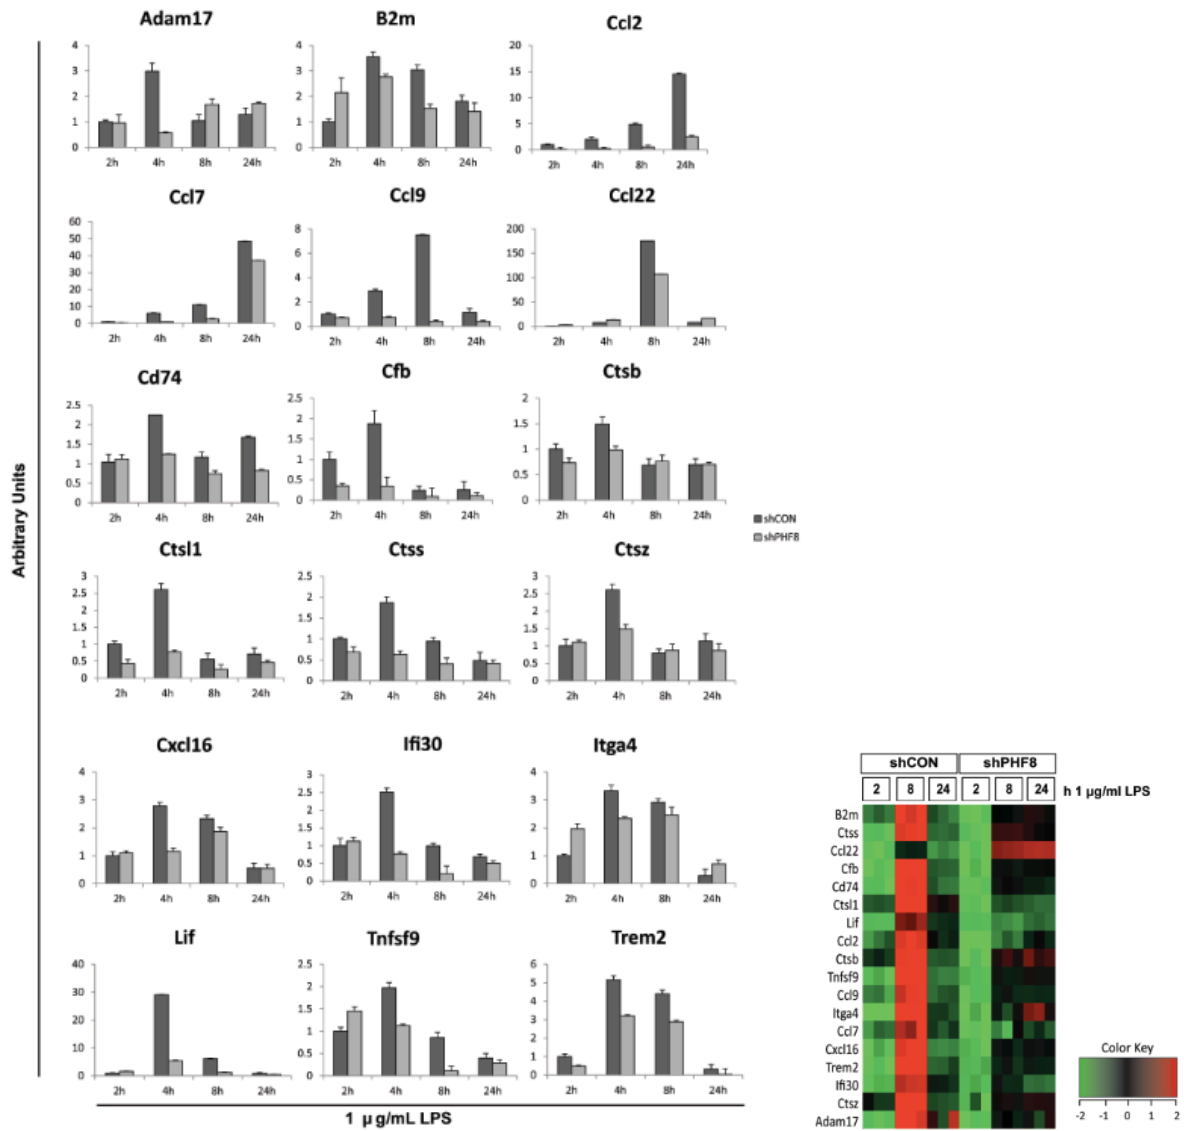 Adam17
B2m
Ccl2
4
3
2
1
0
2h 4h 8h 24h
4
3
2
1
0
2h 4h 8h 24h
20
15
10
5
0
2h 4h 8h 24h
Ccl7
Ccl9
Ccl22
60
50
40
30
20
10
0
2h 4h 8h 24h
8
6
4
2
0
2h 4h 8h 24h
200
150
100
50
0
2h 4h 8h 24h
Cd74
Cfb
Ctsb
2.5
2
1.5
1
0.5
0
2h 4h 8h 24h
2.5
2
1.5
1
0.5
0
2h 4h 8h 24h
2
1.5
1
0.5
0
2h 4h 8h 24h
Arbitrary Units
shCON
shPHF8
Ctsl1
Ctss
Ctsz
3
2.5
2
1.5
1
0.5
0
2h 4h 8h 24h
2.5
2
1.5
1
0.5
0
2h 4h 8h 24h
3
2.5
2
1.5
1
0.5
0
2h 4h 8h 24h
Cxcl16
Ifi30
Itga4
4
3
2
1
0
2h 4h 8h 24h
3
2.5
2
1.5
1
0.5
0
2h 4h 8h 24h
4
3
2
1
0
2h 4h 8h 24h
Lif
Tnfsf9
Trem2
40
30
20
10
0
2h 4h 8h 24h
2.5
2
1.5
1
0.5
0
2h 4h 8h 24h
6
5
4
3
2
1
0
2h 4h 8h 24h
1 µg/mL LPS
shCON shPHF8
2 8 24 2 8 24 h 1 µg/ml LPS
B2m
Ctss
Ccl22
Cfb
Cd74
Ctsl1
Lif
Ccl2
Ctsb
Tnfsf9
Ccl9
Itga4
Ccl7
Cxcl16
Trem2
Ifi30
Ctsz
Adam17
Color Key
-2 -1 0 1 2